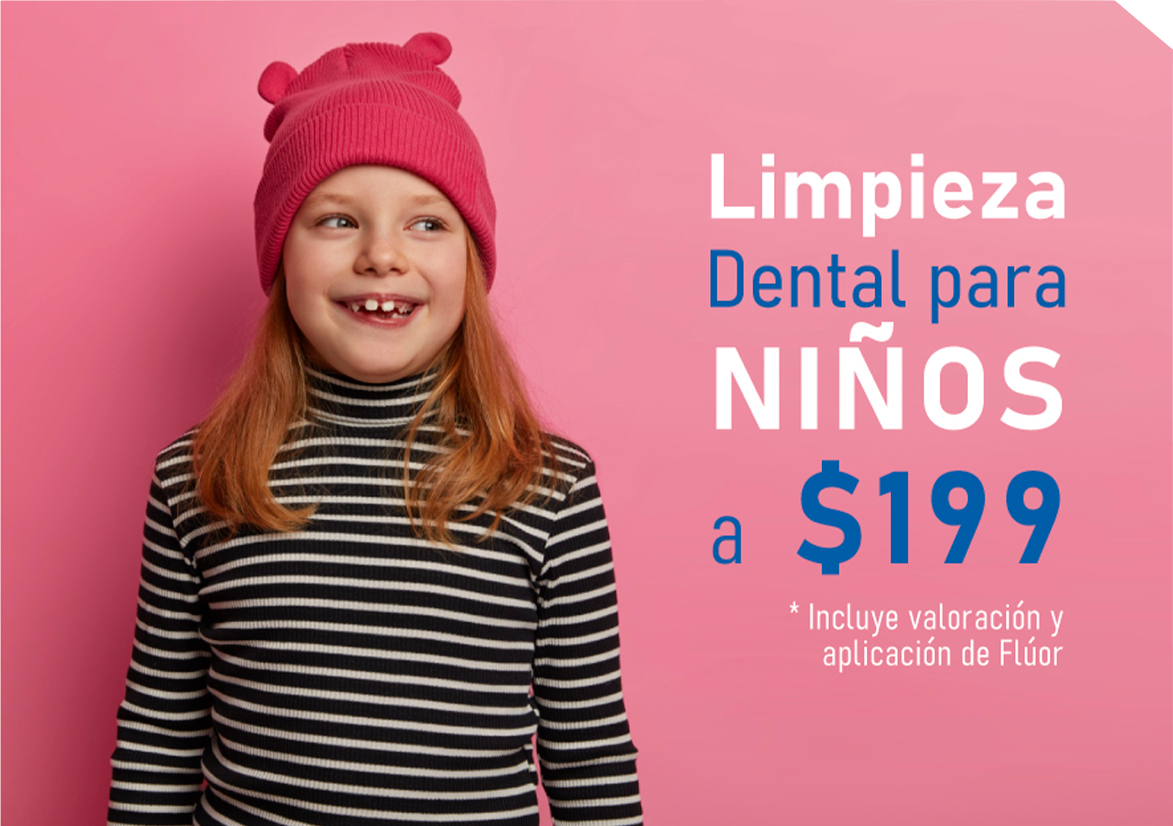 Limpieza
Dental para
NIÑOS
a $199
* Incluye valoración y
aplicación de Flúor